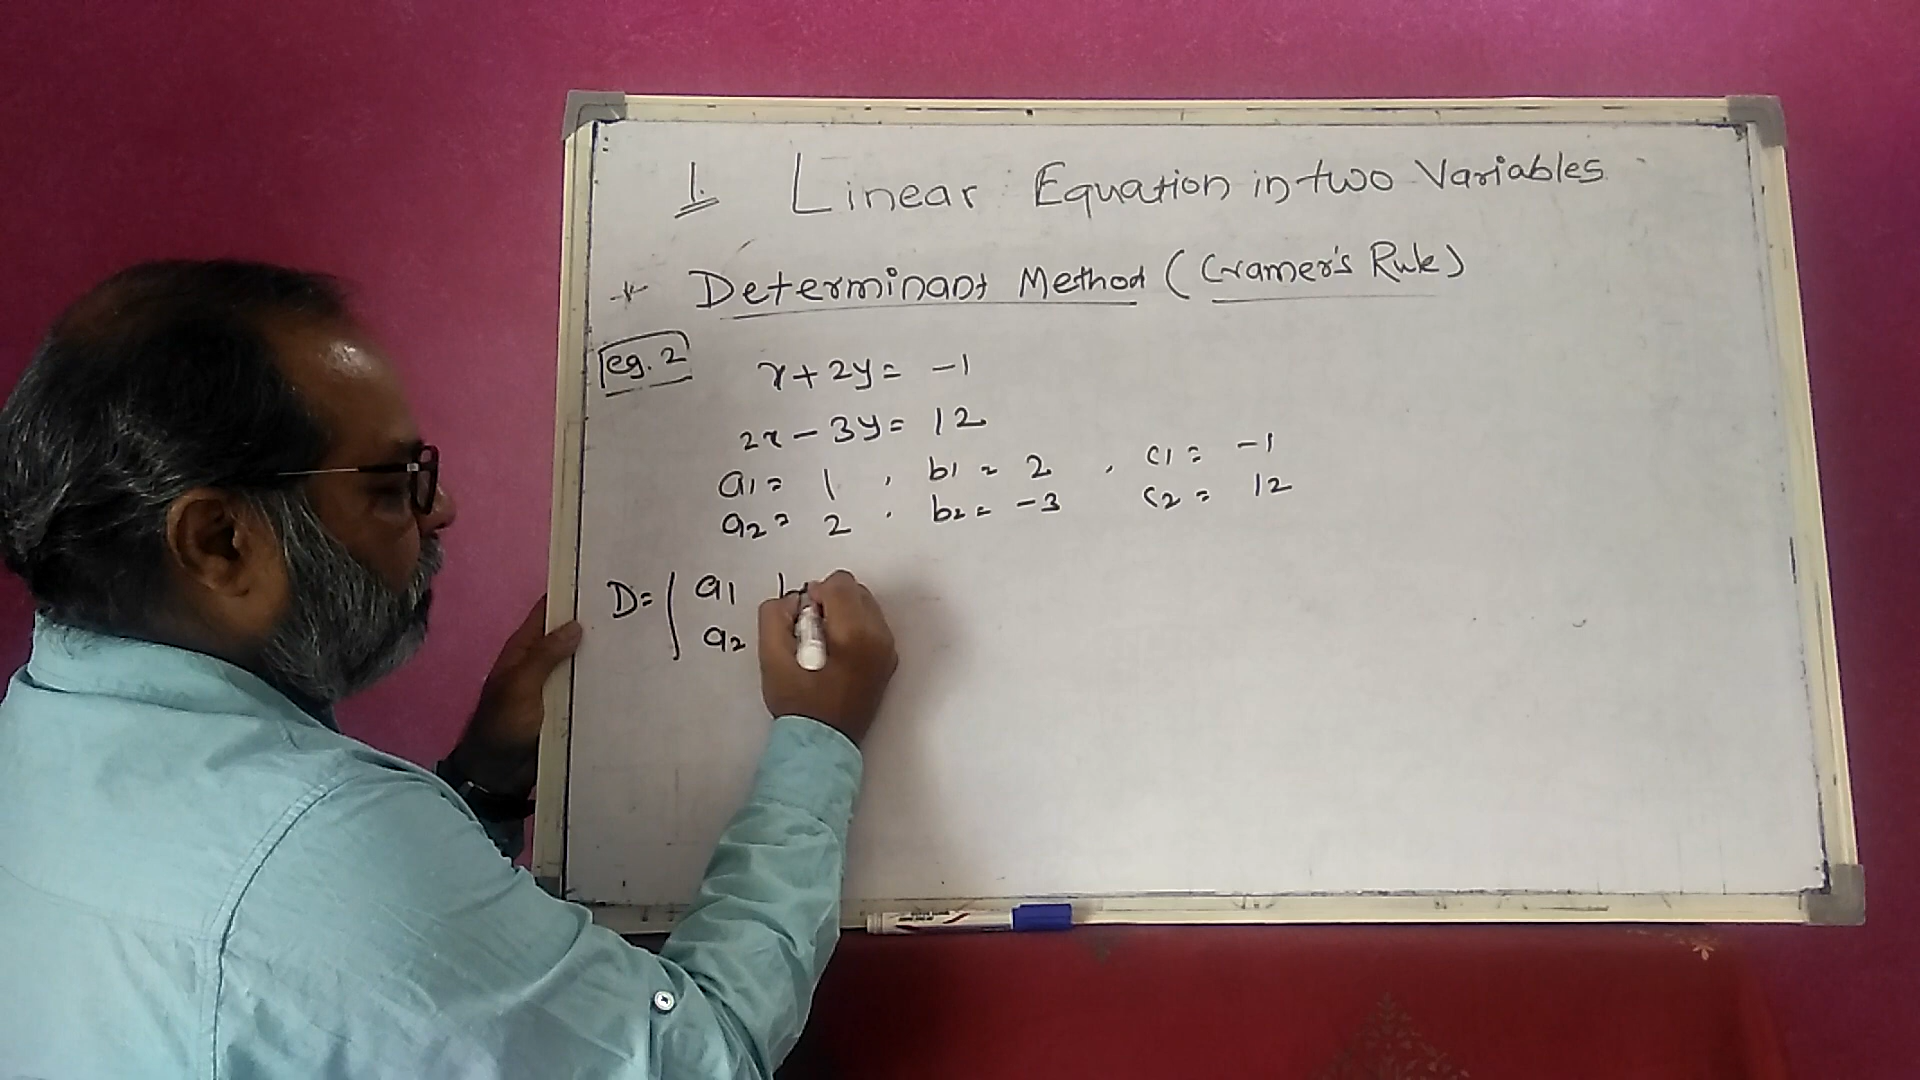 1. Linear Equation in two Variables
* Determinant Method (Cramer's Rule)
eg. 2 x + 2y = -1
2x - 3y = 12
a1 = 1 , b1 = 2 , c1 = -1
a2 = 2 , b2 = -3 c2 = 12
D = | a1 b
a2